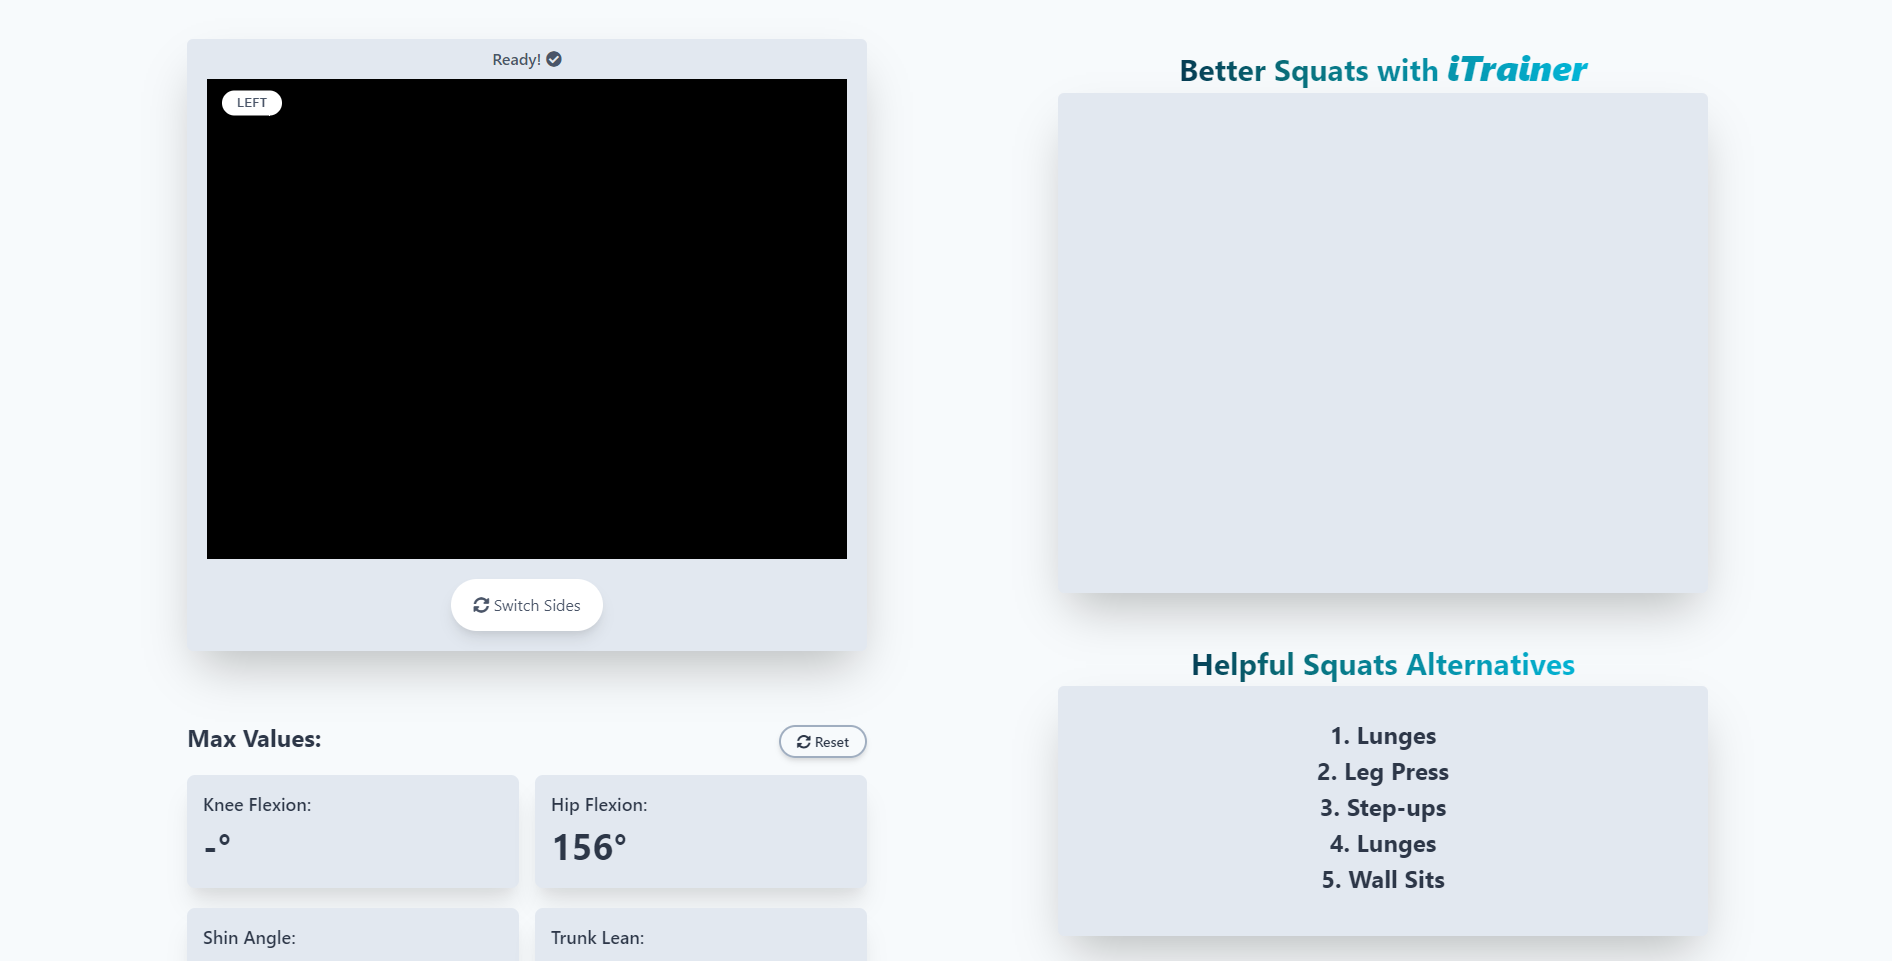 Ready!
LEFT
Switch Sides
Max Values:
Reset
Knee Flexion:
-°
Hip Flexion:
156°
Shin Angle:
Trunk Lean:
Better Squats with iTrainer
Helpful Squats Alternatives
1. Lunges
2. Leg Press
3. Step-ups
4. Lunges
5. Wall Sits